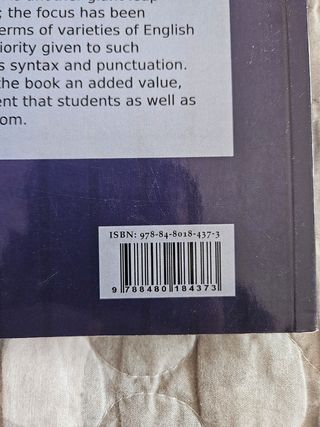 ; the focus has been
erms of varieties of English
iority given to such
s syntax and punctuation.
the book an added value,
ent that students as well as
om.
ISBN: 978-84-8018-437-3
9 788480 184373